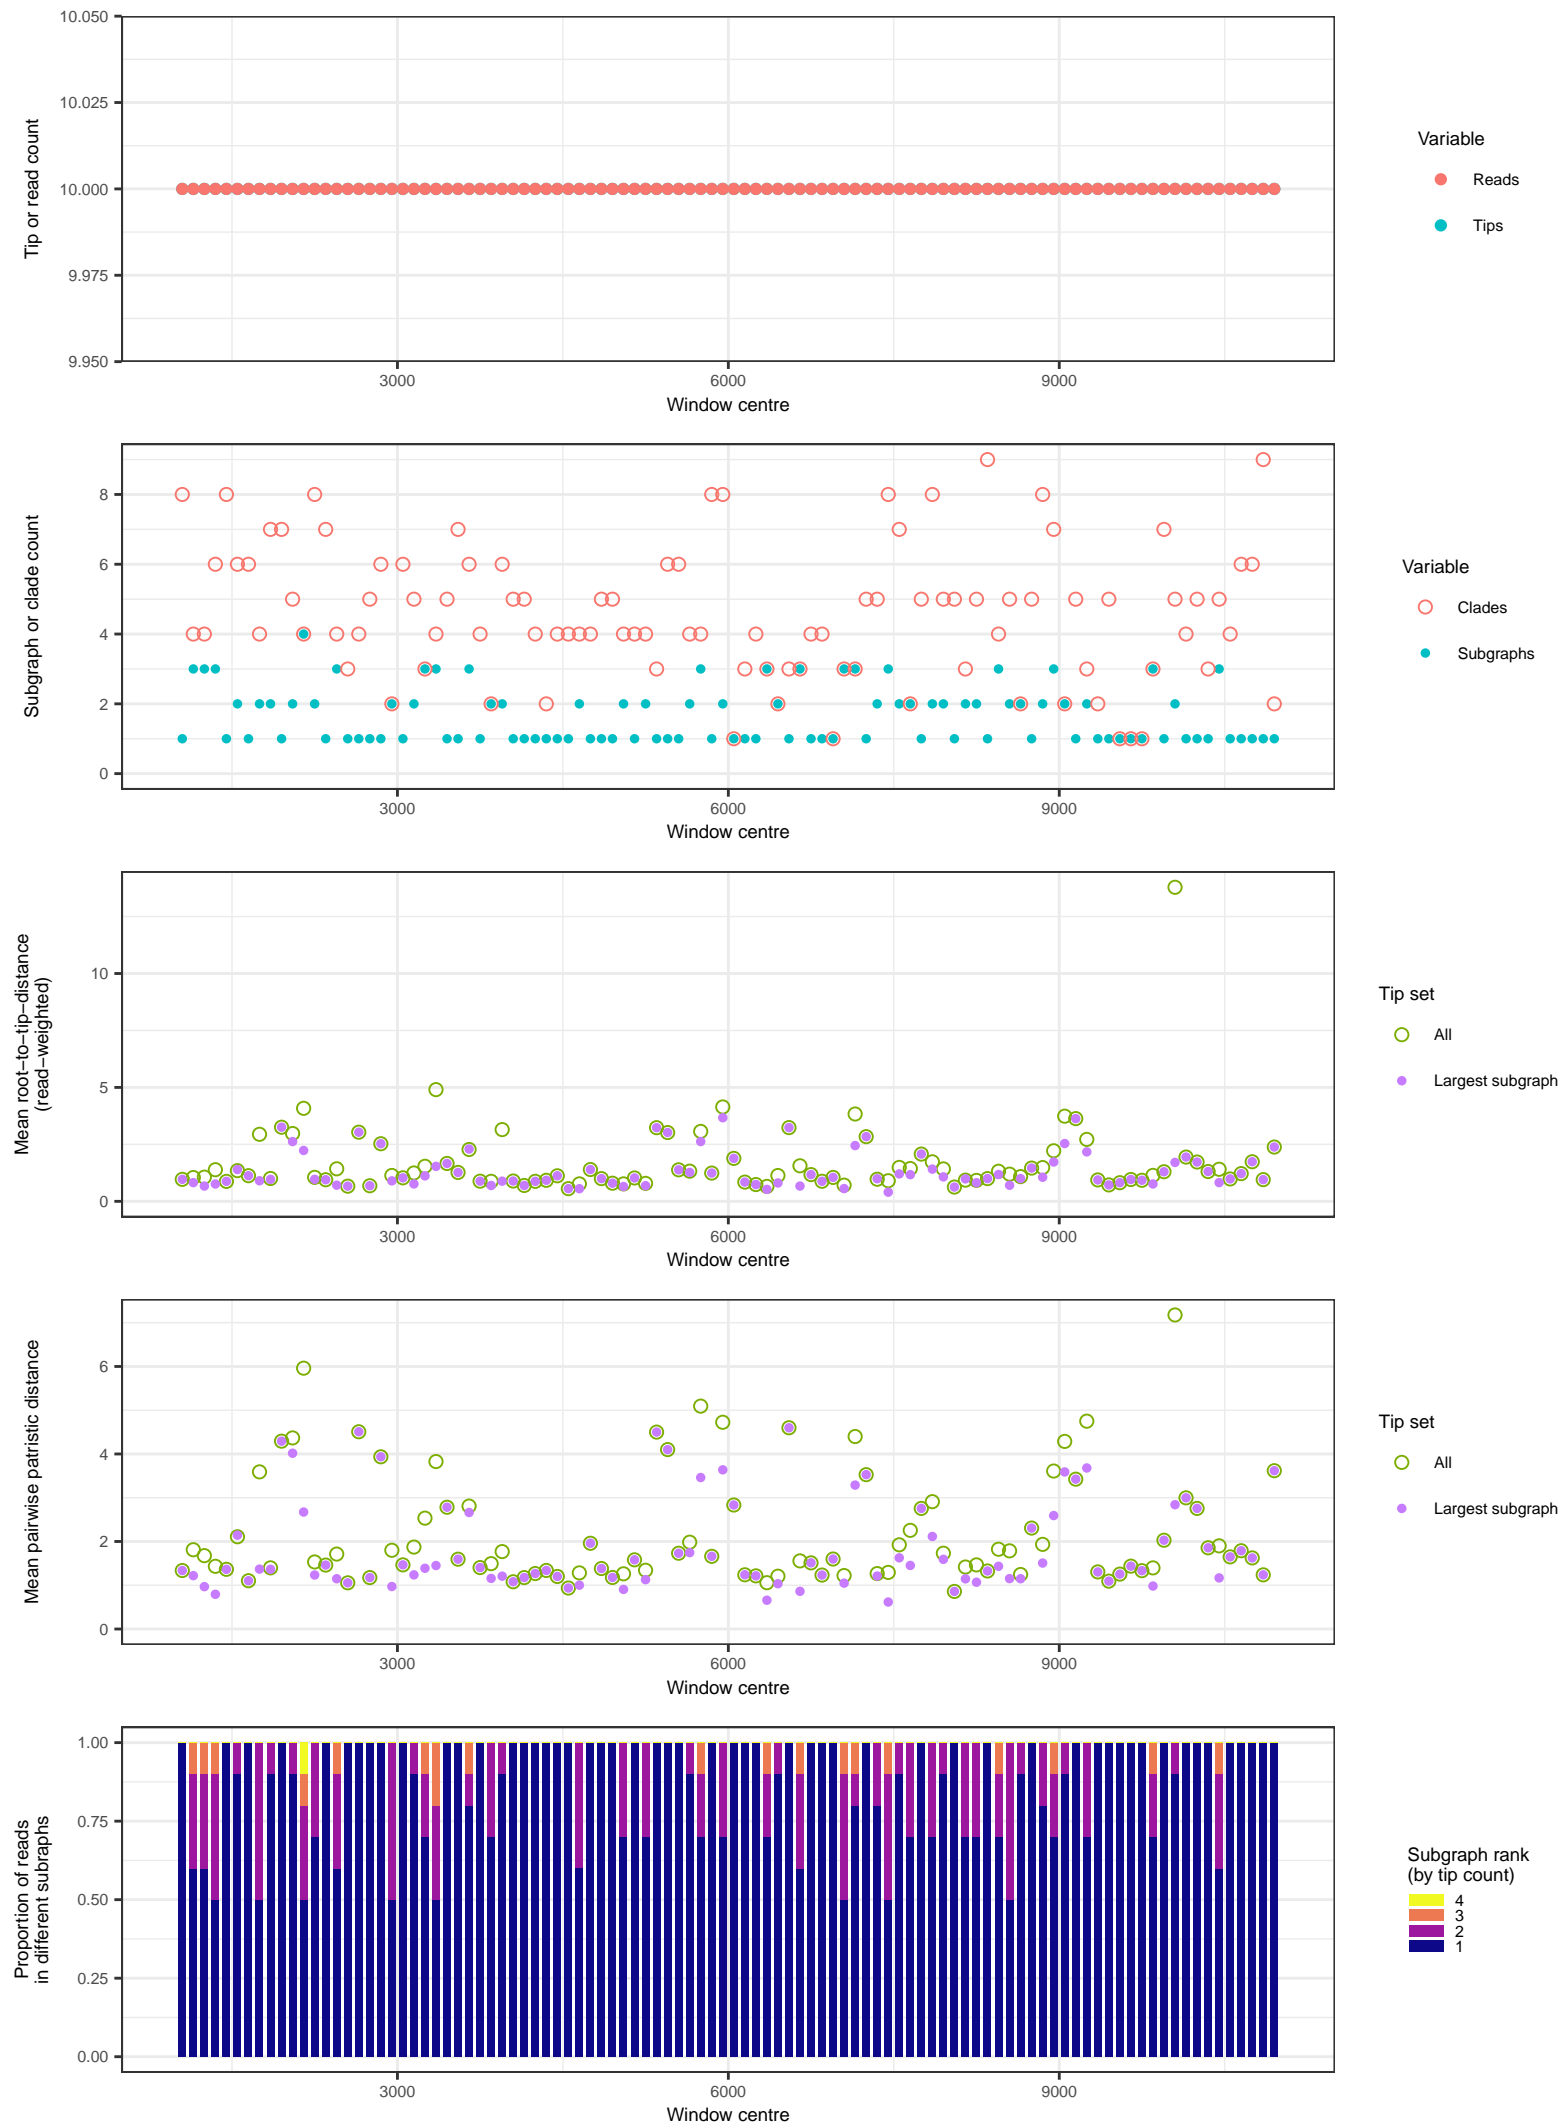 10.050
10.025
10.000
9.975
9.950
Tip or read count
3000
6000
9000
Window centre
Variable
Reads
Tips
8
6
4
2
0
Subgraph or clade count
3000
6000
9000
Window centre
Variable
Clades
Subgraphs
10
5
0
Mean root−to−tip−distance
(read−weighted)
3000
6000
9000
Window centre
Tip set
All
Largest subgraph
6
4
2
0
Mean pairwise patristic distance
3000
6000
9000
Window centre
Tip set
All
Largest subgraph
1.00
0.75
0.50
0.25
0.00
Proportion of reads
in different subraphs
3000
6000
9000
Window centre
Subgraph rank
(by tip count)
4
3
2
1